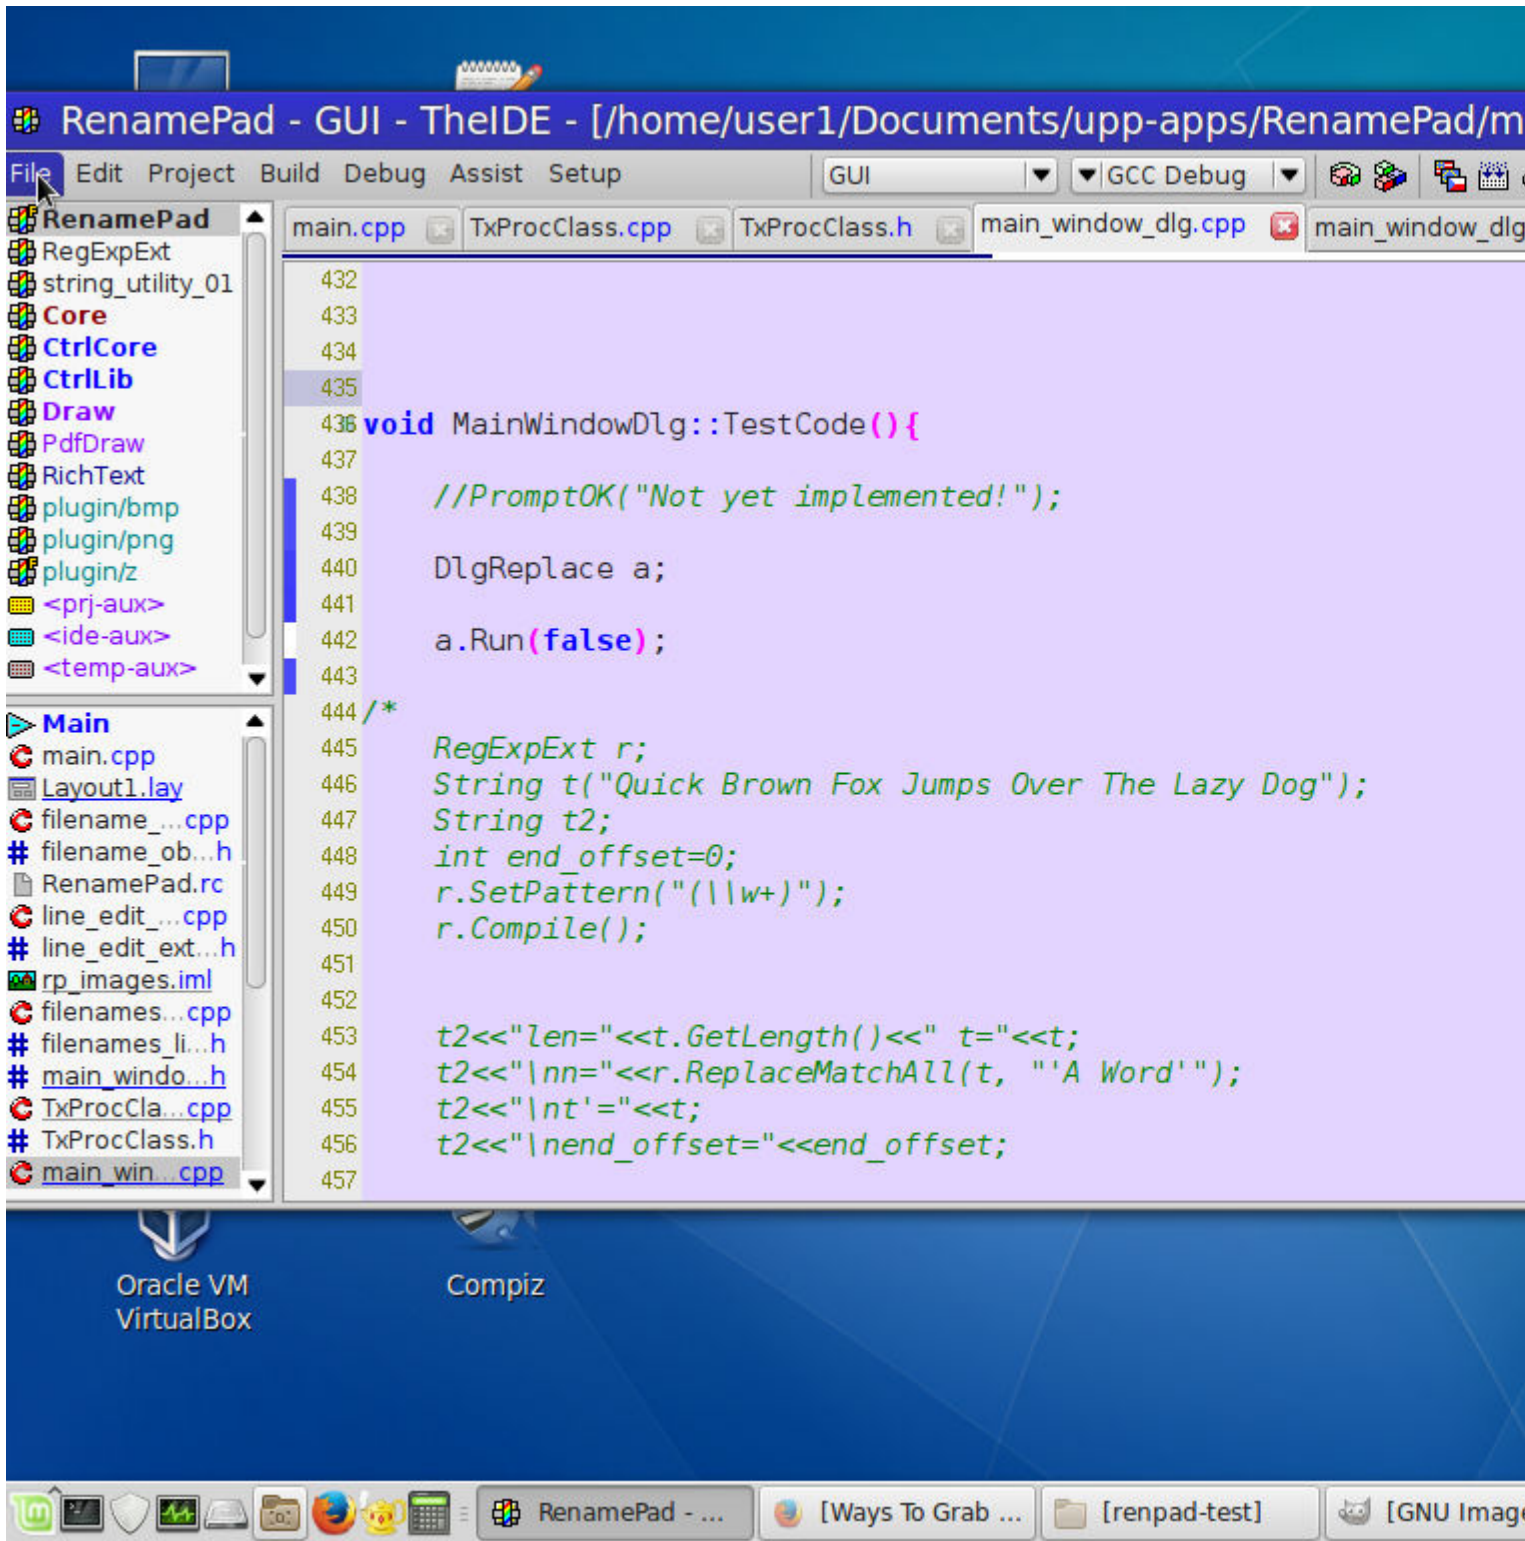 RenamePad - GUI - TheIDE - [/home/user1/Documents/upp-apps/RenamePad/m
File Edit Project Build Debug Assist Setup GUI GCC Debug
main.cpp TxProcClass.cpp TxProcClass.h main_window_dlg.cpp main_window_dlg
RenamePad
RegExpExt
string_utility_01
Core
CtrlCore
CtrlLib
Draw
PdfDraw
RichText
plugin/bmp
plugin/png
plugin/z
<prj-aux>
<ide-aux>
<temp-aux>
Main
main.cpp
Layout1.lay
filename_...cpp
filename_ob...h
RenamePad.rc
line_edit_...cpp
line_edit_ext...h
rp_images.iml
filenames...cpp
filenames_li...h
main_windo...h
TxProcCla...cpp
TxProcClass.h
main_win...cpp
432
433
434
435
436 void MainWindowDlg::TestCode(){
437
438 //PromptOK("Not yet implemented!");
439
440 DlgReplace a;
441
442 a.Run(false);
443
444 /*
445 RegExpExt r;
446 String t("Quick Brown Fox Jumps Over The Lazy Dog");
447 String t2;
448 int end_offset=0;
449 r.SetPattern("(\\w+)");
450 r.Compile();
451
452
453 t2<<"len="<<t.GetLength()<<" t="<<t;
454 t2<<"\nn="<<r.ReplaceMatchAll(t, "'A Word'");
455 t2<<"\nt'="<<t;
456 t2<<"\nend_offset="<<end_offset;
457
Oracle VM
VirtualBox
Compiz
RenamePad - ... [Ways To Grab ... [renpad-test] [GNU Image